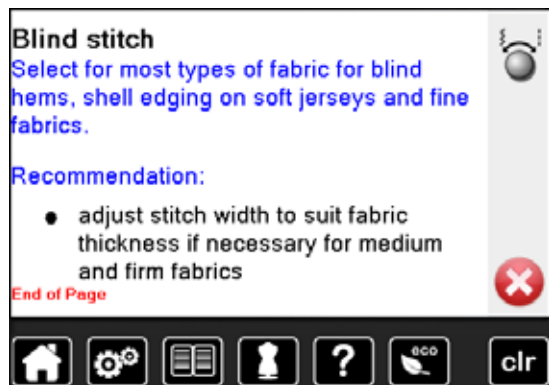 Blind stitch
Select for most types of fabric for blind
hems, shell edging on soft jerseys and fine
fabrics.
Recommendation:
● adjust stitch width to suit fabric
thickness if necessary for medium
and firm fabrics
End of Page
?
eco
clr